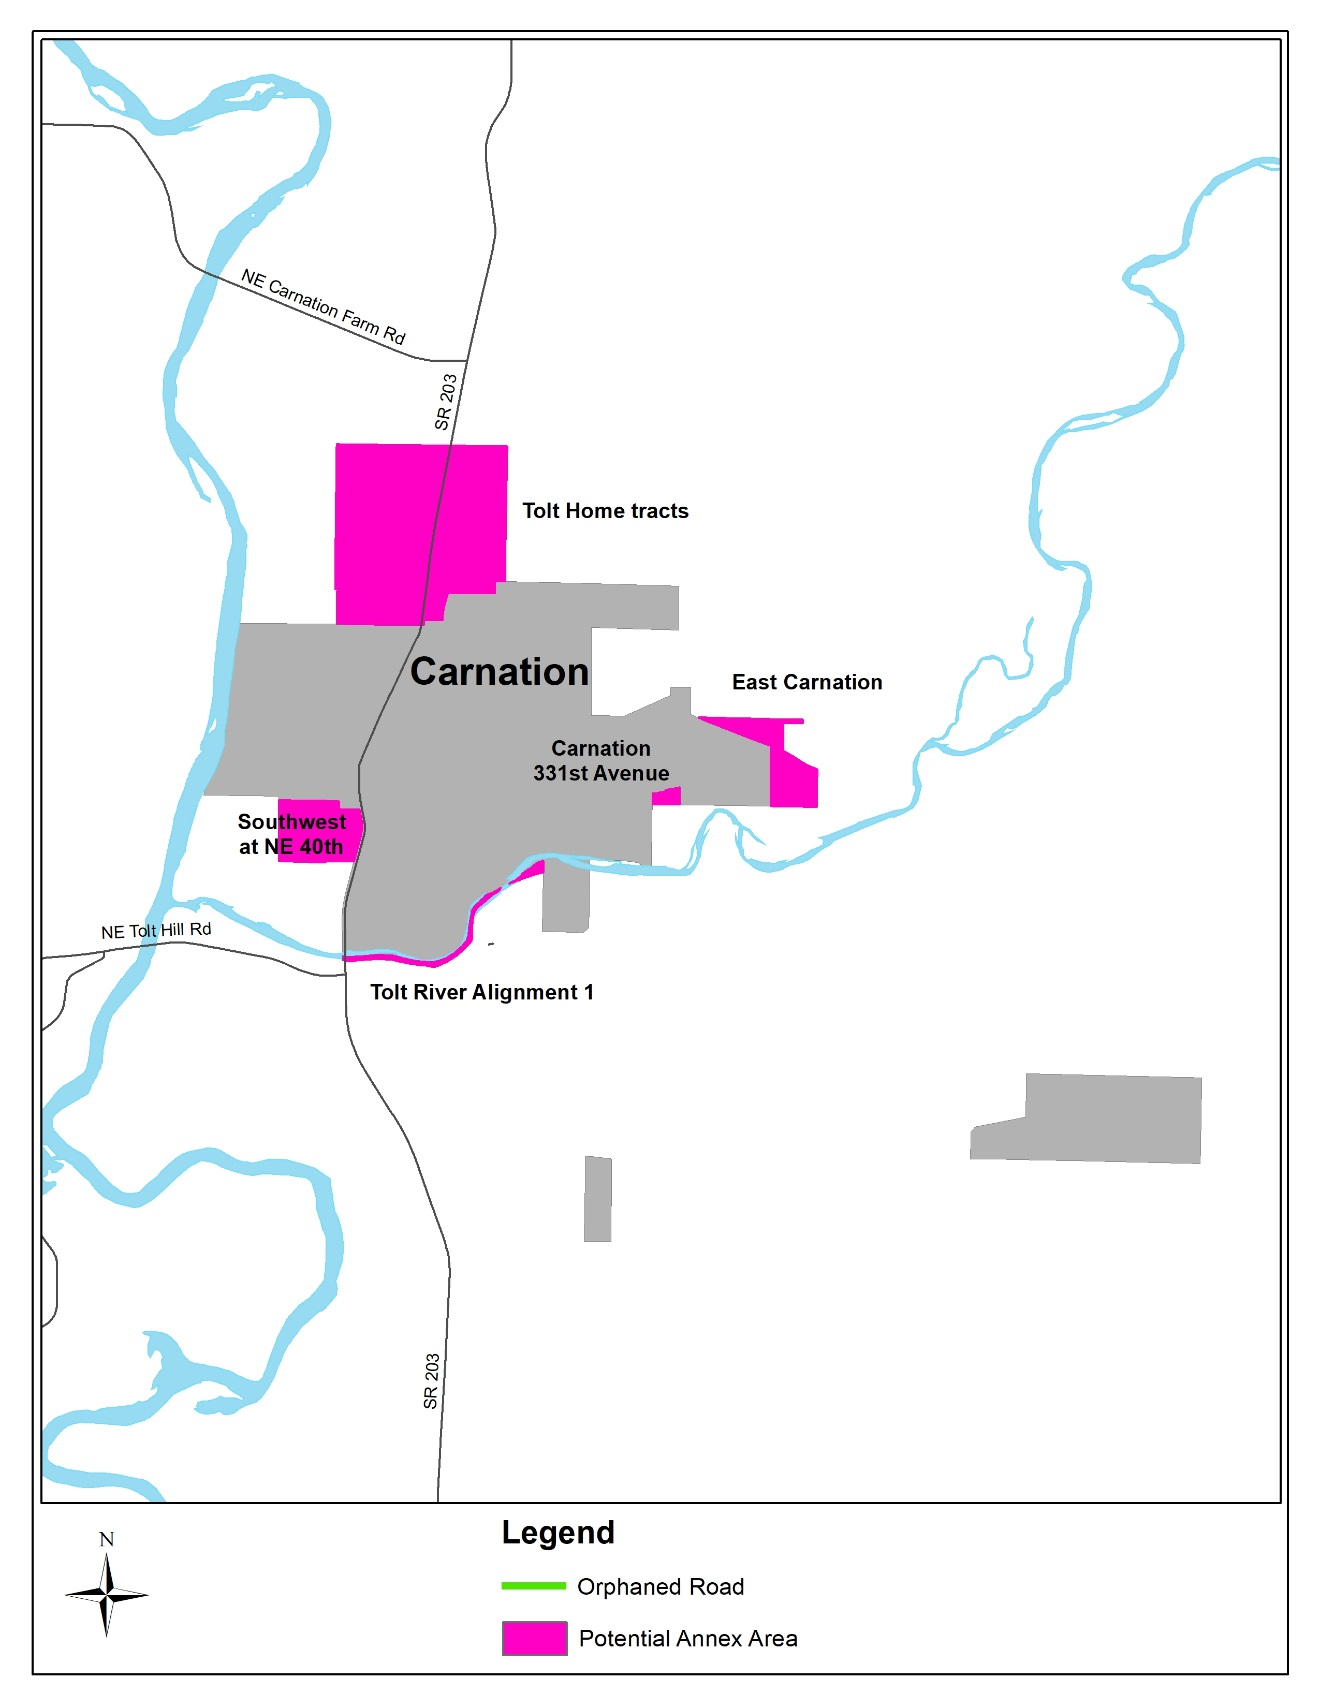 NE Carnation Farm Rd
SR 203
Tolt Home tracts
Carnation
East Carnation
Carnation
331st Avenue
Southwest
at NE 40th
NE Tolt Hill Rd
Tolt River Alignment 1
SR 203
N
Legend
Orphaned Road
Potential Annex Area